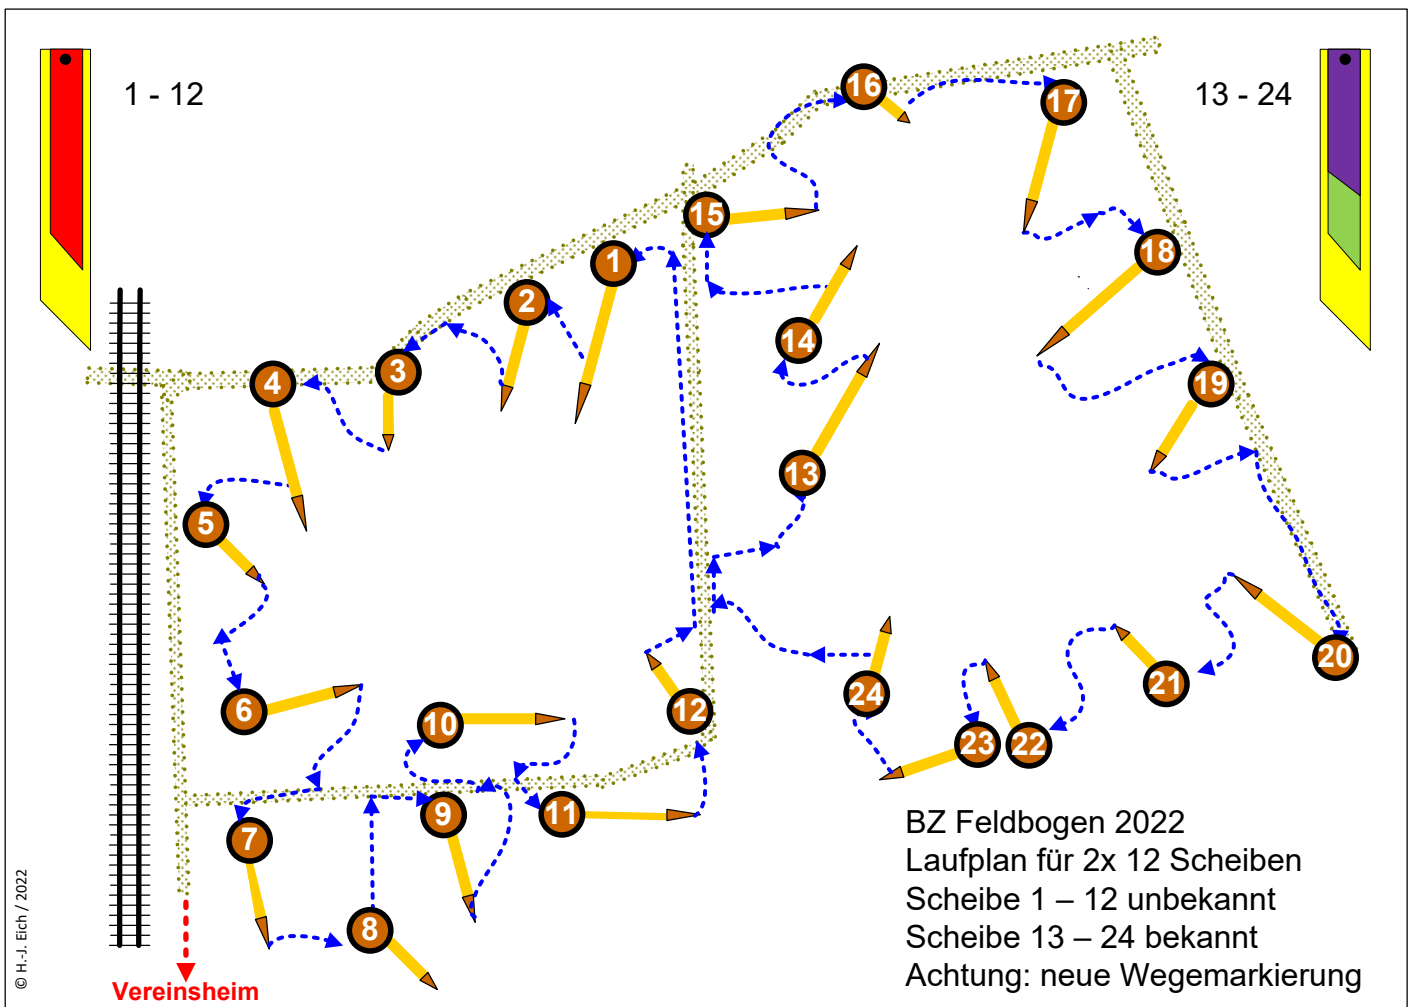 1 - 12
13 - 24
16
17
15
18
1
2
14
3
4
19
13
5
20
21
24
6
12
10
23
22
9
11
7
8
BZ Feldbogen 2022
Laufplan für 2x 12 Scheiben
Scheibe 1 – 12 unbekannt
Scheibe 13 – 24 bekannt
Achtung: neue Wegemarkierung
Vereinsheim
© H.-J. Eich / 2022